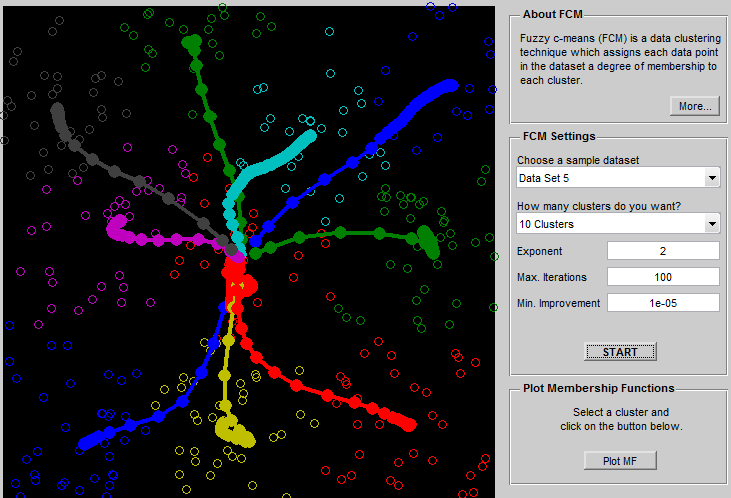 About FCM
Fuzzy c-means (FCM) is a data clustering
technique which assigns each data point
in the dataset a degree of membership to
each cluster.
More...
FCM Settings
Choose a sample dataset
Data Set 5
How many clusters do you want?
10 Clusters
Exponent 2
Max. Iterations 100
Min. Improvement 1e-05
START
Plot Membership Functions
Select a cluster and
click on the button below.
Plot MF